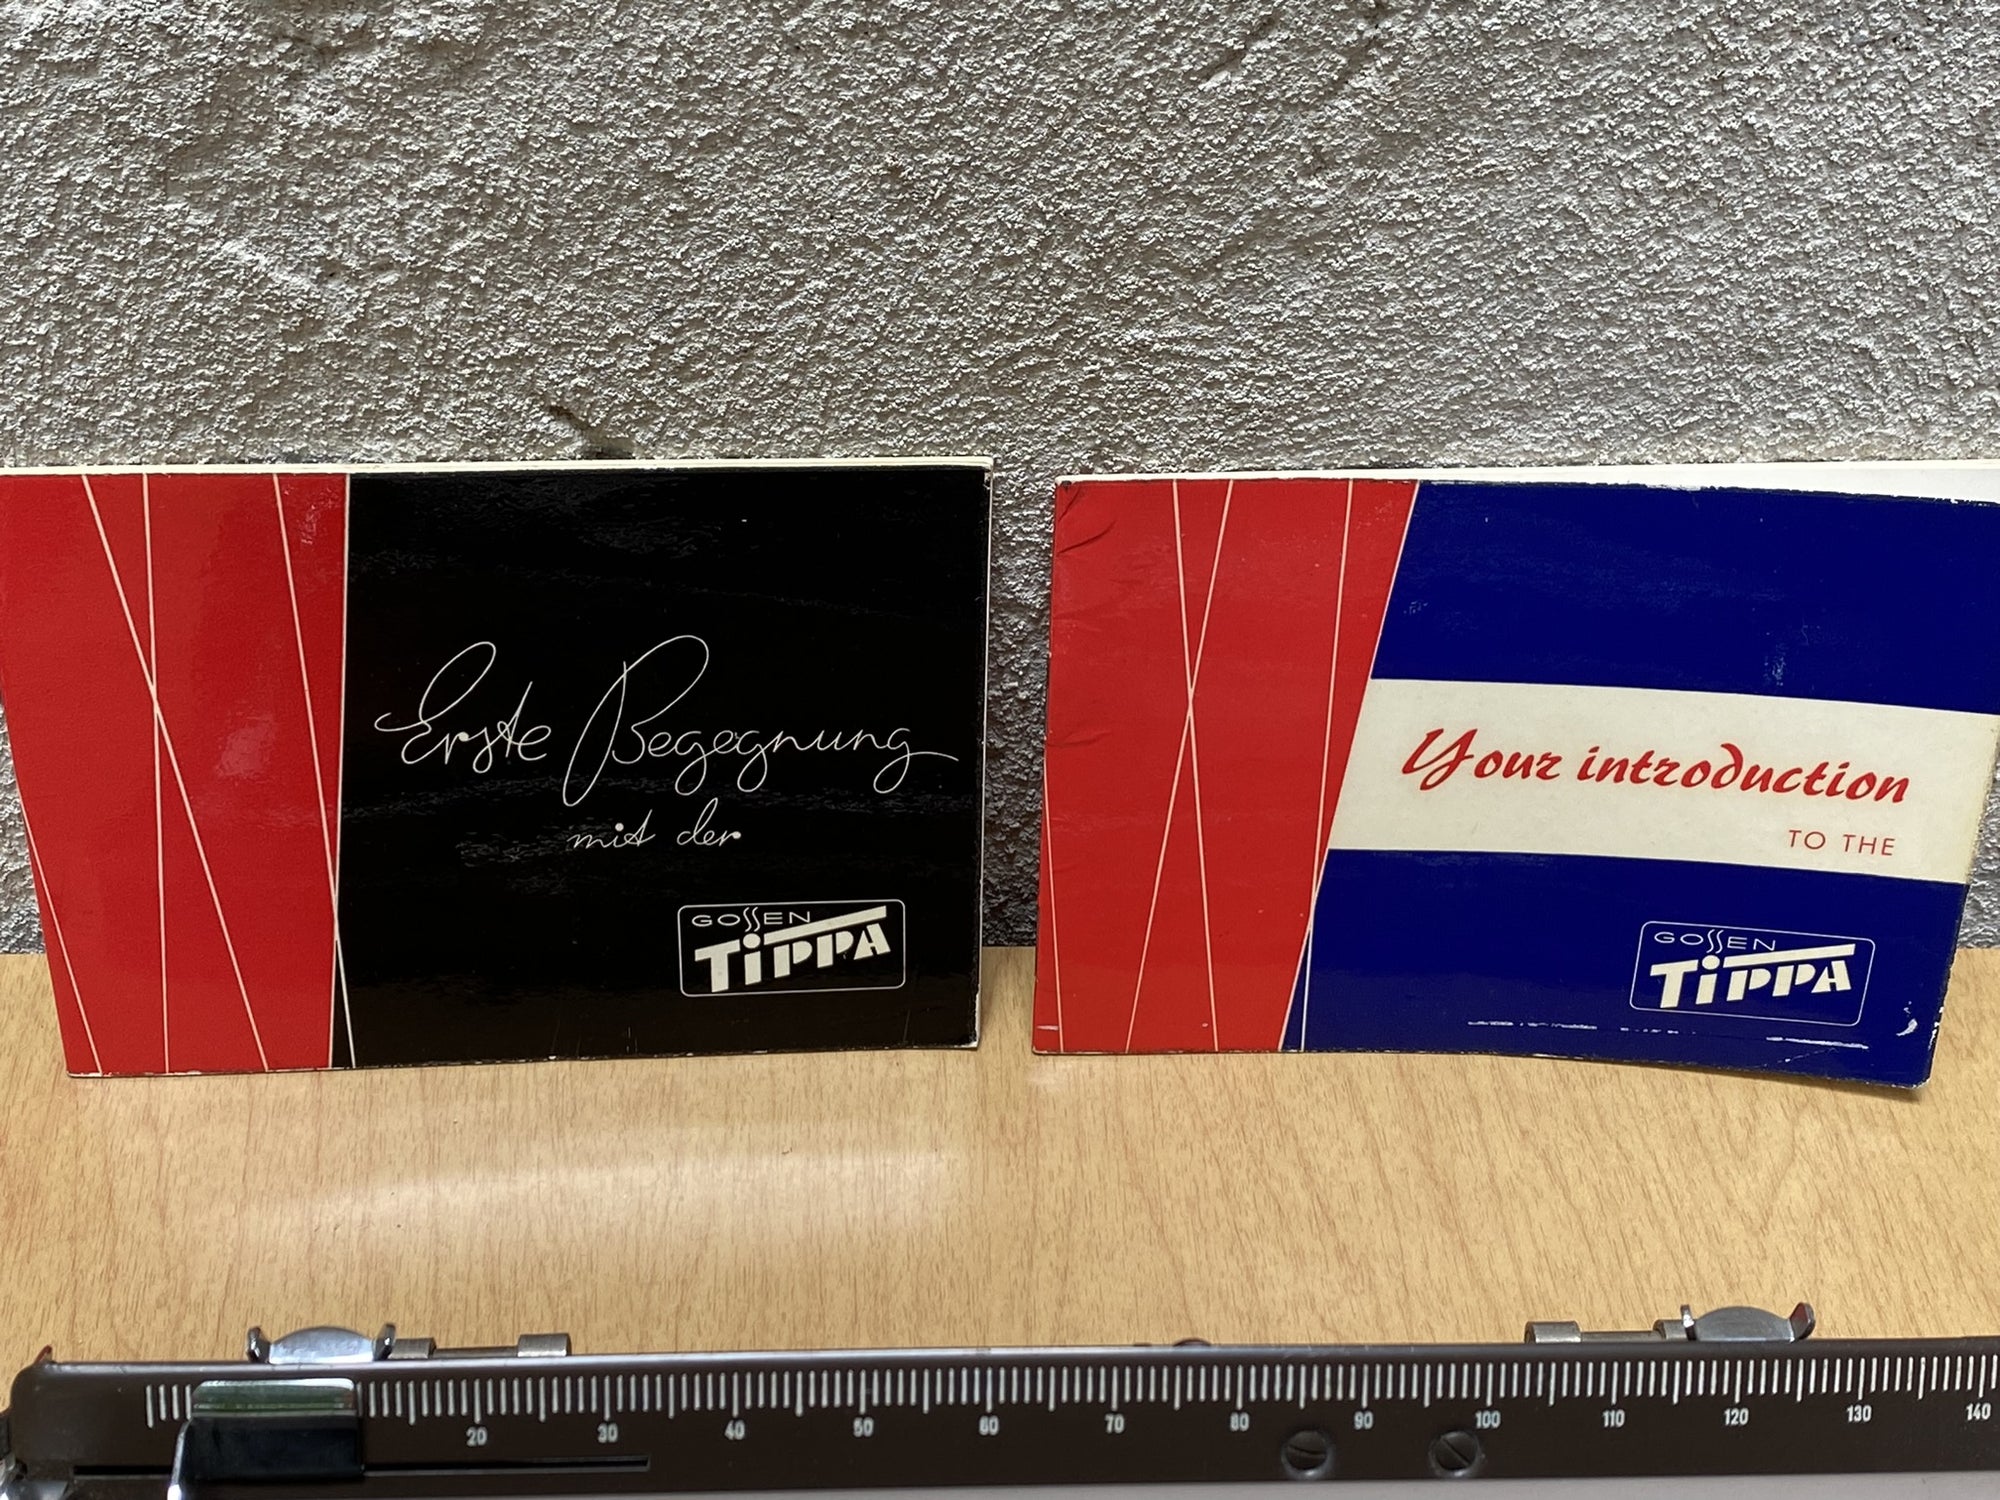 Erste Begegnung
mit der
GOSSEN
TIPPA
Your introduction
TO THE
GOSSEN
TIPPA
20 30 40 50 60 70 80 90 100 110 120 130 140